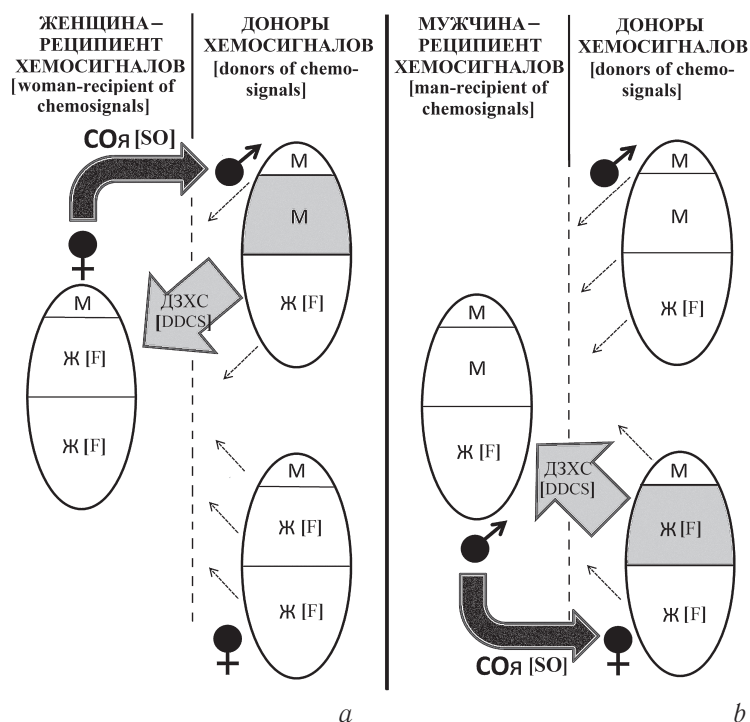 ЖЕНЩИНА –
РЕЦИПИЕНТ
ХЕМОСИГНАЛОВ
[woman-recipient of
chemosignals]
ДОНОРЫ
ХЕМОСИГНАЛОВ
[donors of chemo-
signals]
СОя [SO]
М
М
Ж [F]
ДЗХС
[DDCS]
М
Ж [F]
Ж [F]
М
Ж [F]
Ж [F]
a
МУЖЧИНА –
РЕЦИПИЕНТ
ХЕМОСИГНАЛОВ
[man-recipient of
chemosignals]
ДОНОРЫ
ХЕМОСИГНАЛОВ
[donors of chemo-
signals]
М
М
Ж [F]
М
М
Ж [F]
ДЗХС
[DDCS]
М
Ж [F]
Ж [F]
СОя [SO]
b